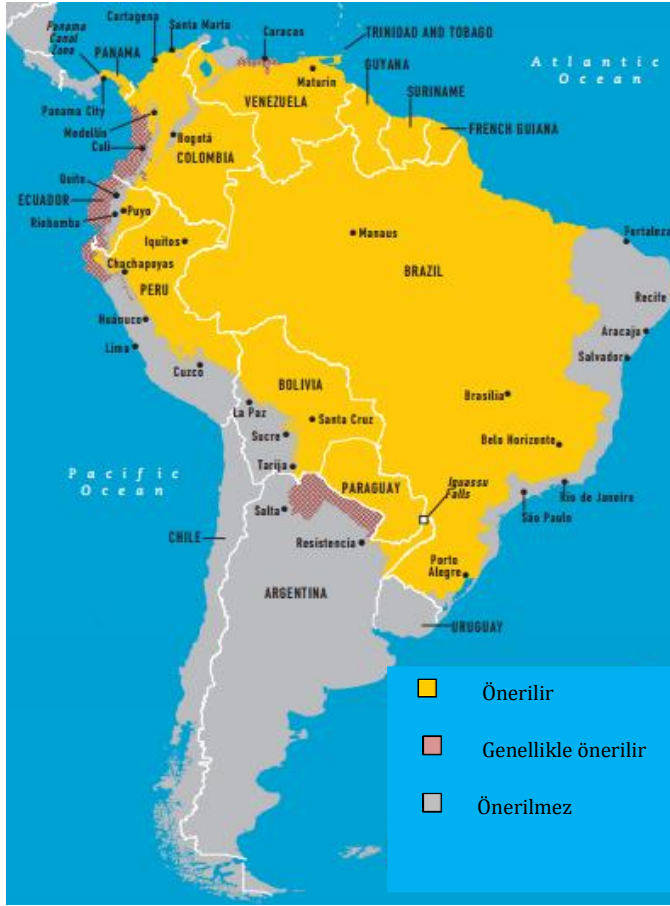 Cartagena
Santa Marta
Panama
Canal
Zone
PANAMA
Caracas
TRINIDAD AND TOBAGO
Maturin
GUYANA
Atlantic
Ocean
SURINAME
VENEZUELA
Panama City
Medellín
FRENCH GUIANA
Bogotá
Cali
COLOMBIA
Quito
ECUADOR
Puyo
Riobamba
Iquitos
Manaus
Fortaleza
Chachapoyas
BRAZIL
PERU
Recife
Huánuco
Aracaju
Lima
Salvador
Cuzco
BOLIVIA
Brasília
La Paz
Santa Cruz
Sucre
Belo Horizonte
Tarija
Pacific
Ocean
PARAGUAY
Iguassu
Falls
Rio de Janeiro
Salta
São Paulo
CHILE
Resistencia
Porto
Alegre
ARGENTINA
URUGUAY
Önerilir
Genellikle önerilir
Önerilmez